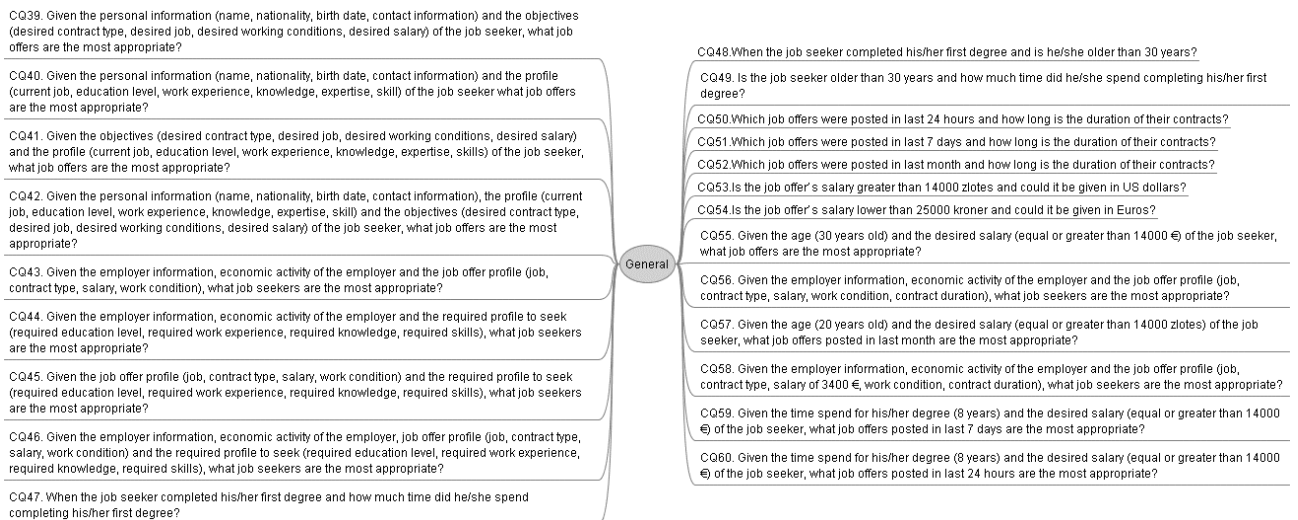 CQ39. Given the personal information (name, nationality, birth date, contact information) and the objectives
(desired contract type, desired job, desired working conditions, desired salary) of the job seeker, what job
offers are the most appropriate?
CQ40. Given the personal information (name, nationality, birth date, contact information) and the profile
(current job, education level, work experience, knowledge, expertise, skill) of the job seeker what job offers
are the most appropriate?
CQ41. Given the objectives (desired contract type, desired job, desired working conditions, desired salary)
and the profile (current job, education level, work experience, knowledge, expertise, skills) of the job seeker,
what job offers are the most appropriate?
CQ42. Given the personal information (name, nationality, birth date, contact information), the profile (current
job, education level, work experience, knowledge, expertise, skill) and the objectives (desired contract type,
desired job, desired working conditions, desired salary) of the job seeker, what job offers are the most
appropriate?
CQ43. Given the employer information, economic activity of the employer and the job offer profile (job,
contract type, salary, work condition), what job seekers are the most appropriate?
CQ44. Given the employer information, economic activity of the employer and the required profile to seek
(required education level, required work experience, required knowledge, required skills), what job seekers
are the most appropriate?
CQ45. Given the job offer profile (job, contract type, salary, work condition) and the required profile to seek
(required education level, required work experience, required knowledge, required skills), what job seekers
are the most appropriate?
CQ46. Given the employer information, economic activity of the employer, job offer profile (job, contract type,
salary, work condition) and the required profile to seek (required education level, required work experience,
required knowledge, required skills), what job seekers are the most appropriate?
CQ47. When the job seeker completed his/her first degree and how much time did he/she spend
completing his/her first degree?
General
CQ48.When the job seeker completed his/her first degree and is he/she older than 30 years?
CQ49. Is the job seeker older than 30 years and how much time did he/she spend completing his/her first
degree?
CQ50.Which job offers were posted in last 24 hours and how long is the duration of their contracts?
CQ51.Which job offers were posted in last 7 days and how long is the duration of their contracts?
CQ52.Which job offers were posted in last month and how long is the duration of their contracts?
CQ53.Is the job offer's salary greater than 14000 zlotes and could it be given in US dollars?
CQ54.Is the job offer's salary lower than 25000 kroner and could it be given in Euros?
CQ55. Given the age (30 years old) and the desired salary (equal or greater than 14000 €) of the job seeker,
what job offers are the most appropriate?
CQ56. Given the employer information, economic activity of the employer and the job offer profile (job,
contract type, salary, work condition, contract duration), what job seekers are the most appropriate?
CQ57. Given the age (20 years old) and the desired salary (equal or greater than 14000 zlotes) of the job
seeker, what job offers posted in last month are the most appropriate?
CQ58. Given the employer information, economic activity of the employer and the job offer profile (job,
contract type, salary of 3400 €, work condition, contract duration), what job seekers are the most appropriate?
CQ59. Given the time spend for his/her degree (8 years) and the desired salary (equal or greater than 14000
€) of the job seeker, what job offers posted in last 7 days are the most appropriate?
CQ60. Given the time spend for his/her degree (8 years) and the desired salary (equal or greater than 14000
€) of the job seeker, what job offers posted in last 24 hours are the most appropriate?